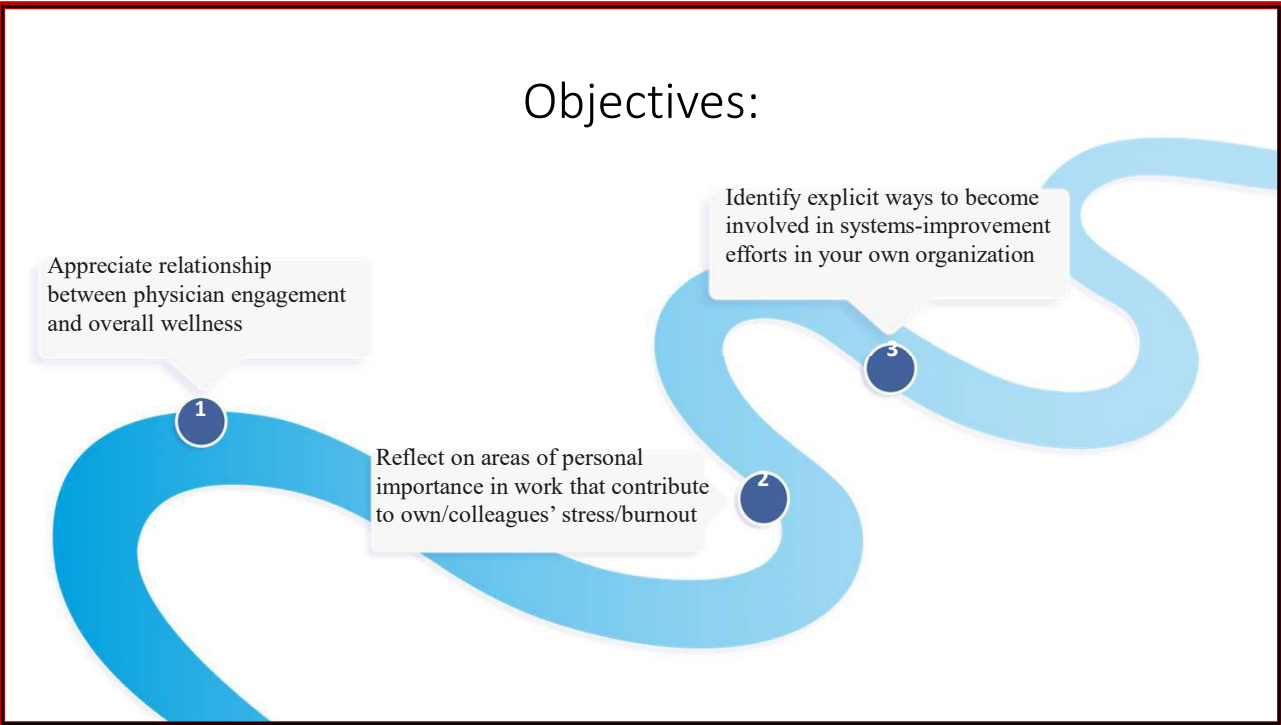 Objectives:
Appreciate relationship
between physician engagement
and overall wellness
1
Reflect on areas of personal
importance in work that contribute
to own/colleagues’ stress/burnout
2
Identify explicit ways to become
involved in systems-improvement
efforts in your own organization
3